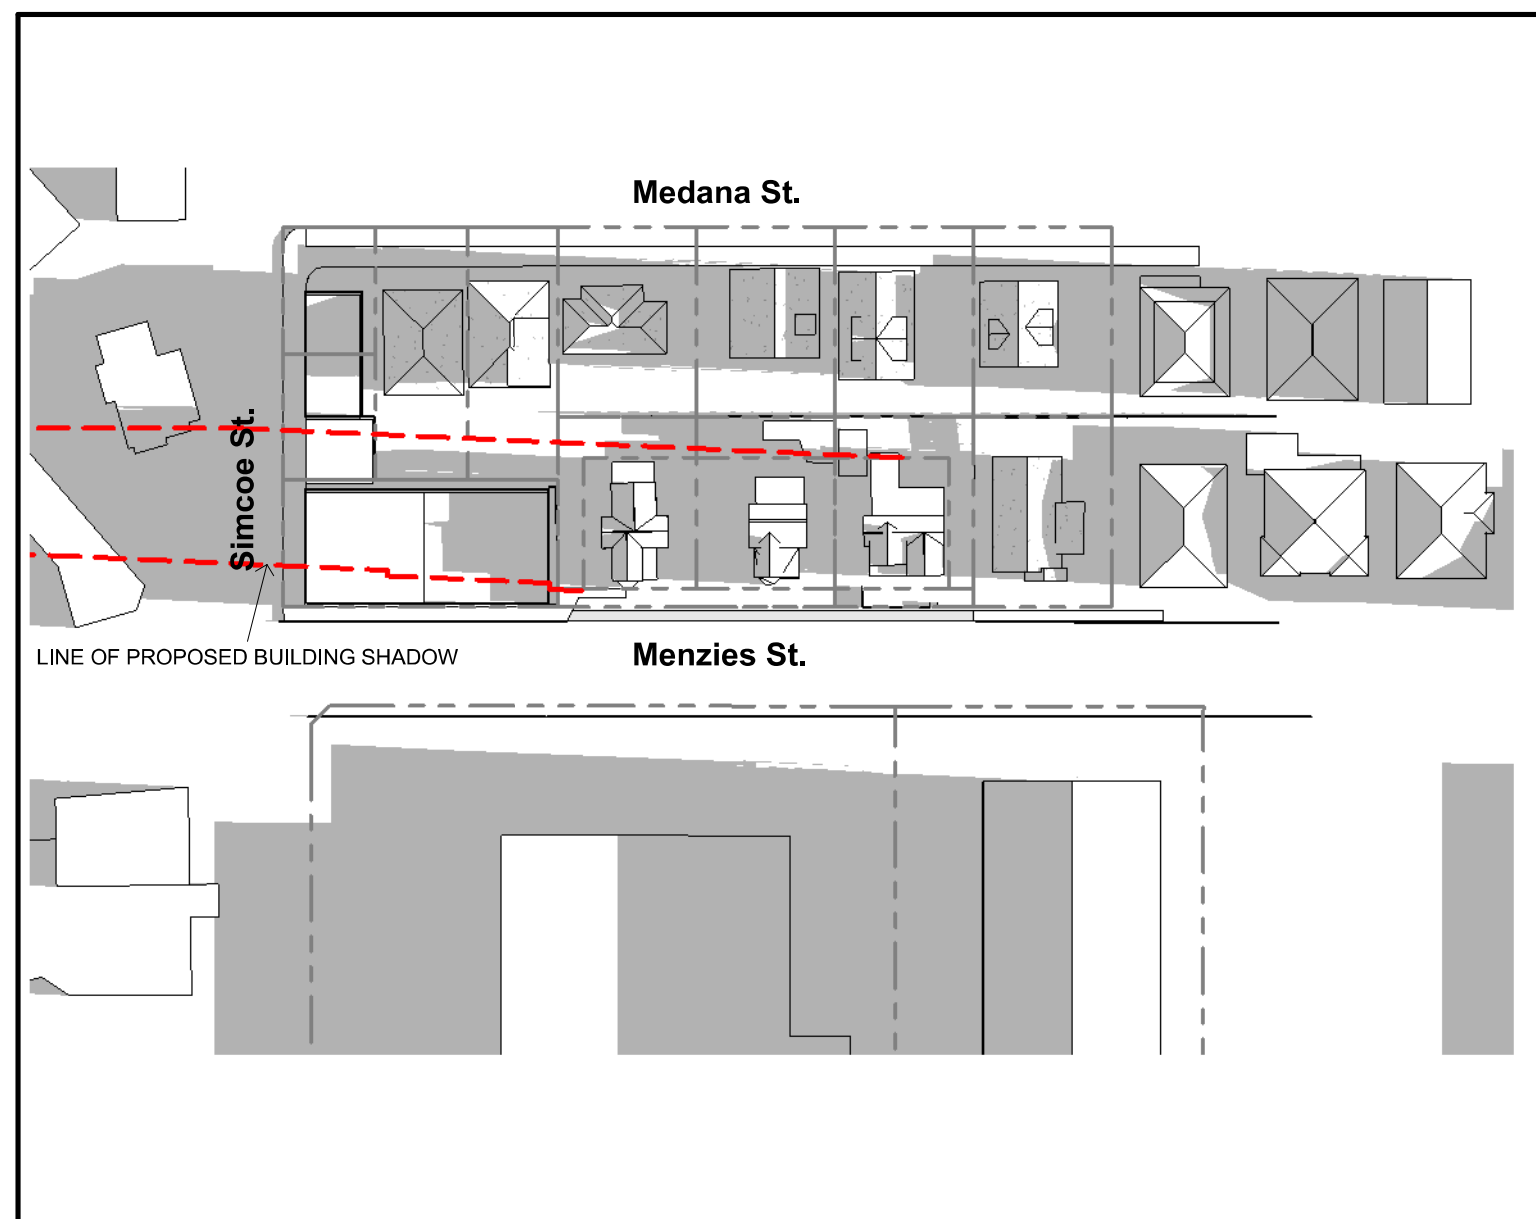 Medana St.
Simcoe St.
LINE OF PROPOSED BUILDING SHADOW
Menzies St.